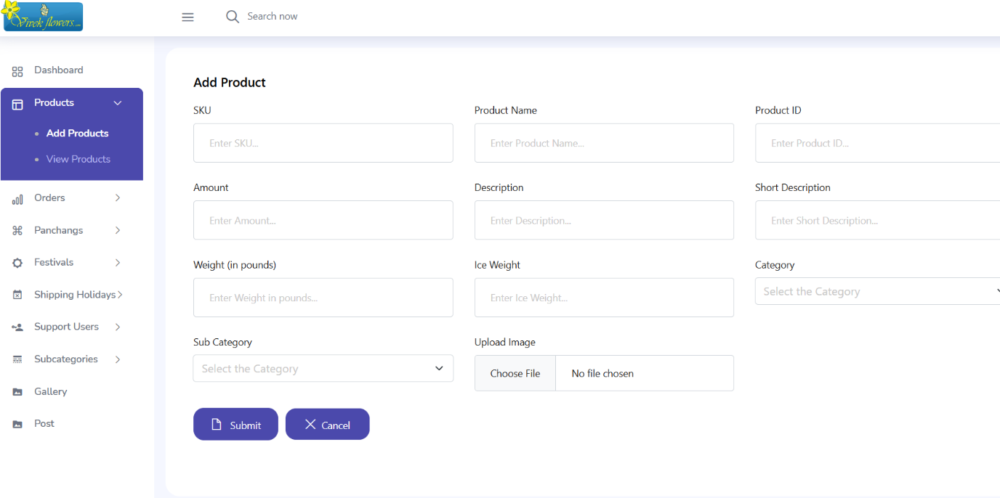 Vivek flowers.com
Search now
Dashboard
Products
Add Products
View Products
Orders
Panchangs
Festivals
Shipping Holidays
Support Users
Subcategories
Gallery
Post
Add Product
SKU Product Name Product ID
Enter SKU... Enter Product Name... Enter Product ID...
Amount Description Short Description
Enter Amount... Enter Description... Enter Short Description...
Weight (in pounds) Ice Weight Category
Enter Weight in pounds... Enter Ice Weight... Select the Category
Sub Category Upload Image
Select the Category Choose File No file chosen
Submit Cancel